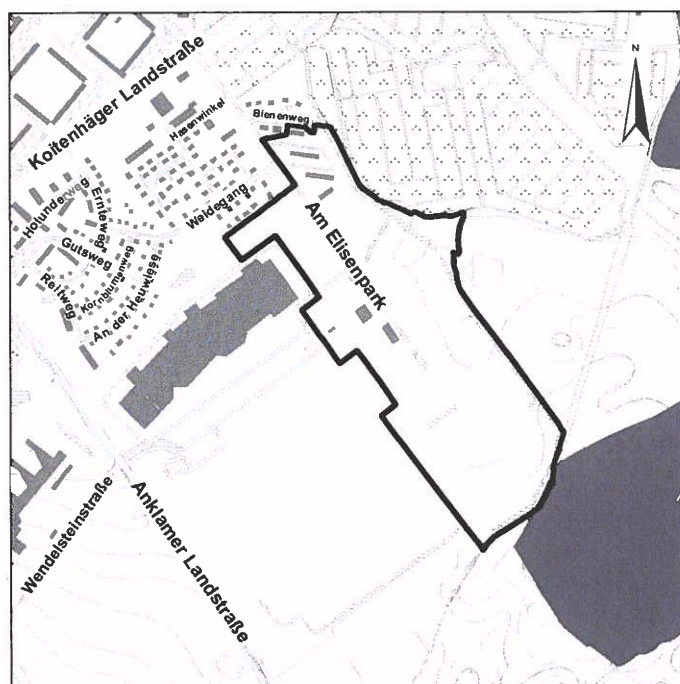 N
Koitenhäger Landstraße
Bienenweg
Hasenwinkel
Holunderweg
Ernteweg
Weidegang
Gutsweg
Kornblumenweg
Reitweg
An der Heuwiese
Am Elisenpark
Wendelsteinstraße
Anklamer Landstraße